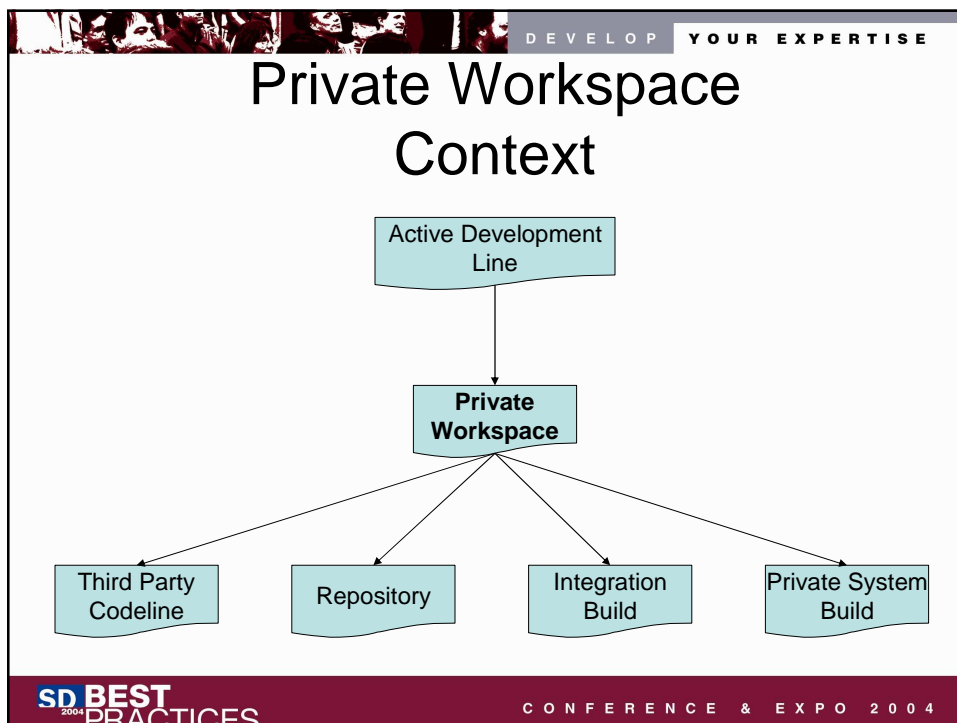 DEVELOP YOUR EXPERTISE
Private Workspace
Context
Active Development
Line
Private
Workspace
Third Party
Codeline
Repository
Integration
Build
Private System
Build
SD BEST
2004 PRACTICES
CONFERENCE & EXPO 2004